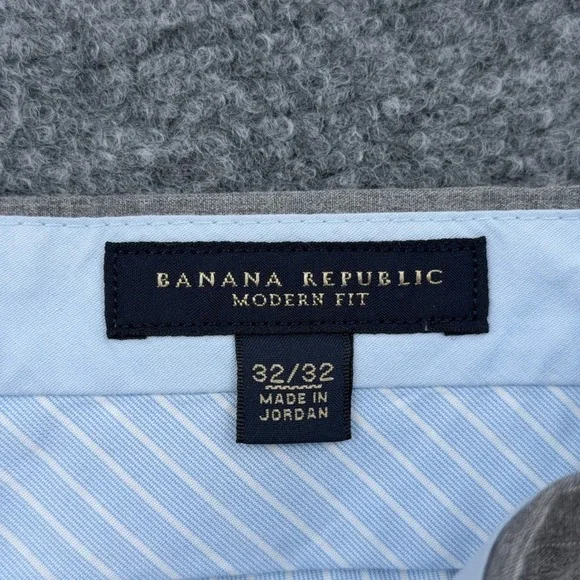 BANANA REPUBLIC
MODERN FIT
32/32
MADE IN
JORDAN